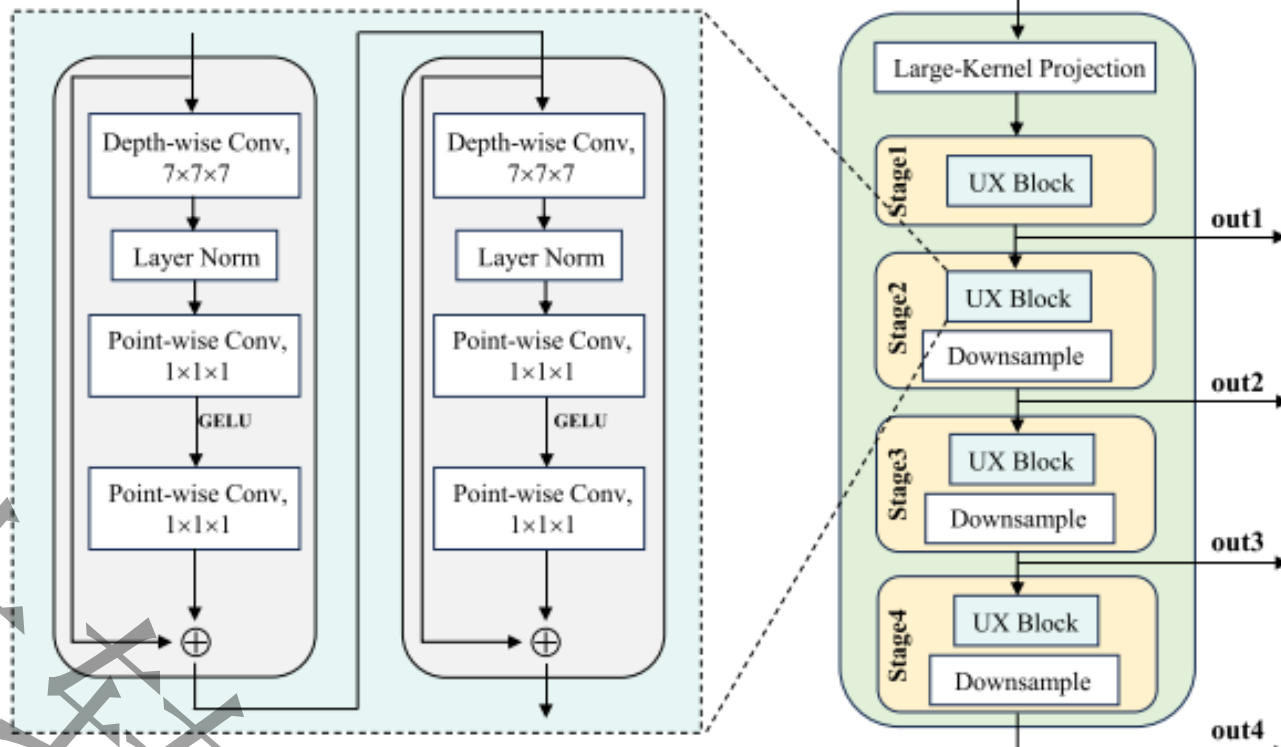 Depth-wise Conv,
7×7×7
Layer Norm
Point-wise Conv,
1×1×1
GELU
Point-wise Conv,
1×1×1
Depth-wise Conv,
7×7×7
Layer Norm
Point-wise Conv,
1×1×1
GELU
Point-wise Conv,
1×1×1
Large-Kernel Projection
Stage1
UX Block
out1
Stage2
UX Block
Downsample
out2
Stage3
UX Block
Downsample
out3
Stage4
UX Block
Downsample
out4